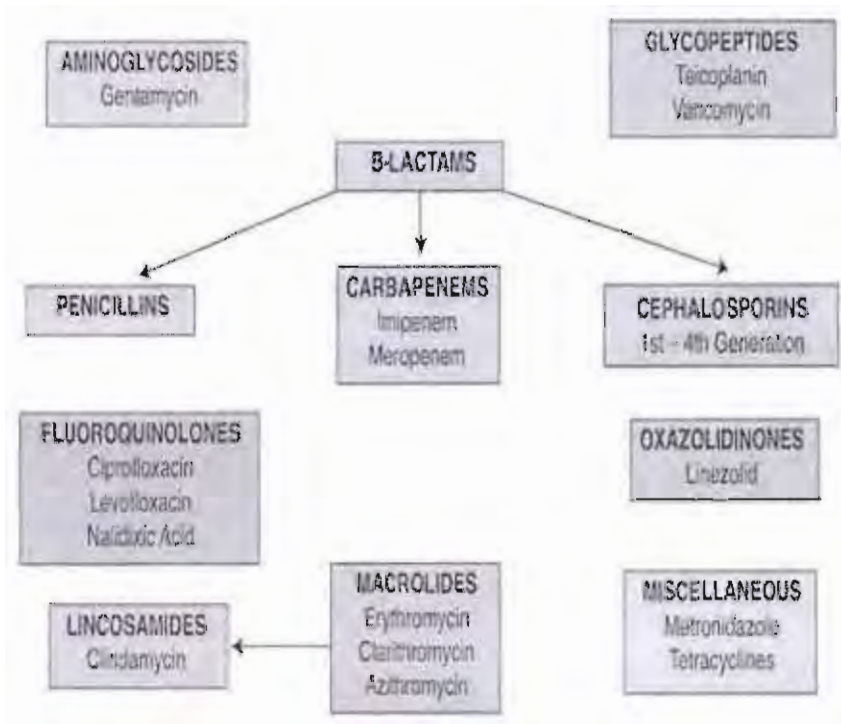 AMINOGLYCOSIDES
Gentamycin
GLYCOPEPTIDES
Teicoplanin
Vancomycin
B-LACTAMS
PENICILLINS
CARBAPENEMS
Imipenem
Meropenem
CEPHALOSPORINS
1st – 4th Generation
FLUOROQUINOLONES
Ciprofloxacin
Levofloxacin
Nalidixic Acid
OXAZOLIDINONES
Linezolid
LINCOSAMIDES
Clindamycin
MACROLIDES
Erythromycin
Clarithromycin
Azithromycin
MISCELLANEOUS
Metronidazole
Tetracyclines